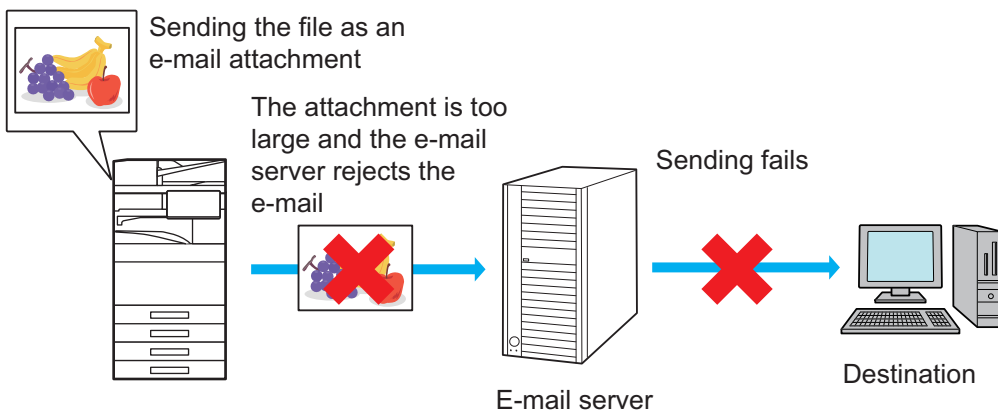 Sending the file as an
e-mail attachment
The attachment is too
large and the e-mail
server rejects the
e-mail
Sending fails
E-mail server
Destination